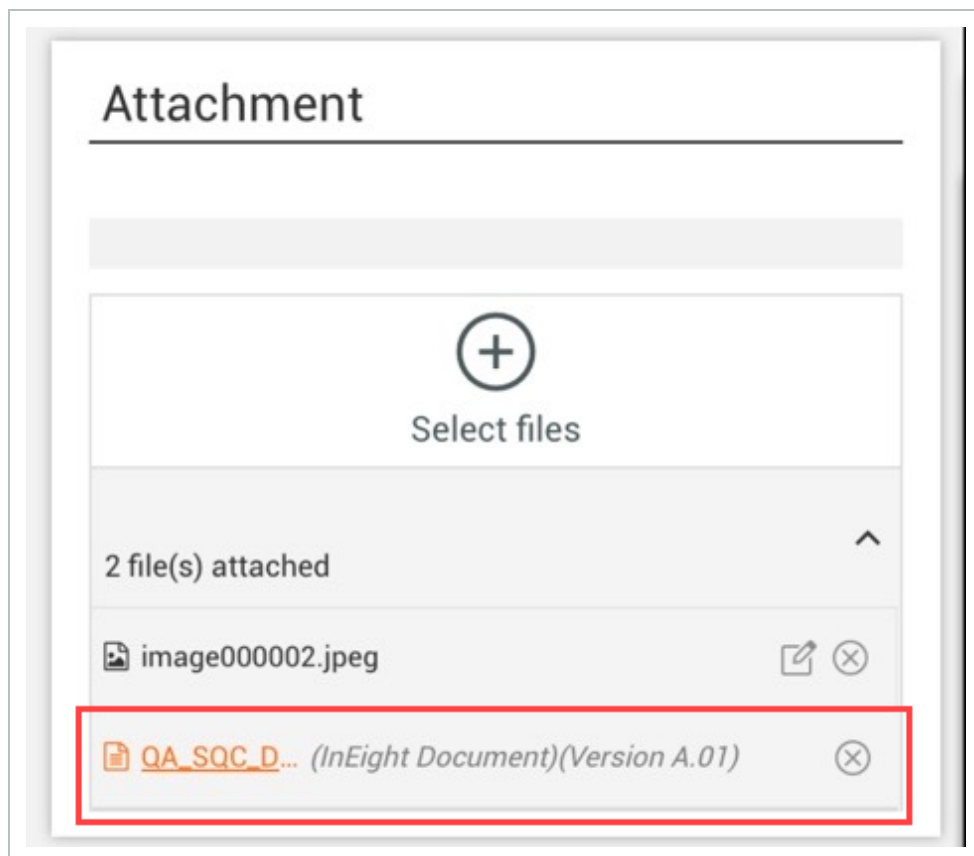 Attachment
Select files
2 file(s) attached
image000002.jpeg
QA_SQC_D... (InEight Document)(Version A.01)